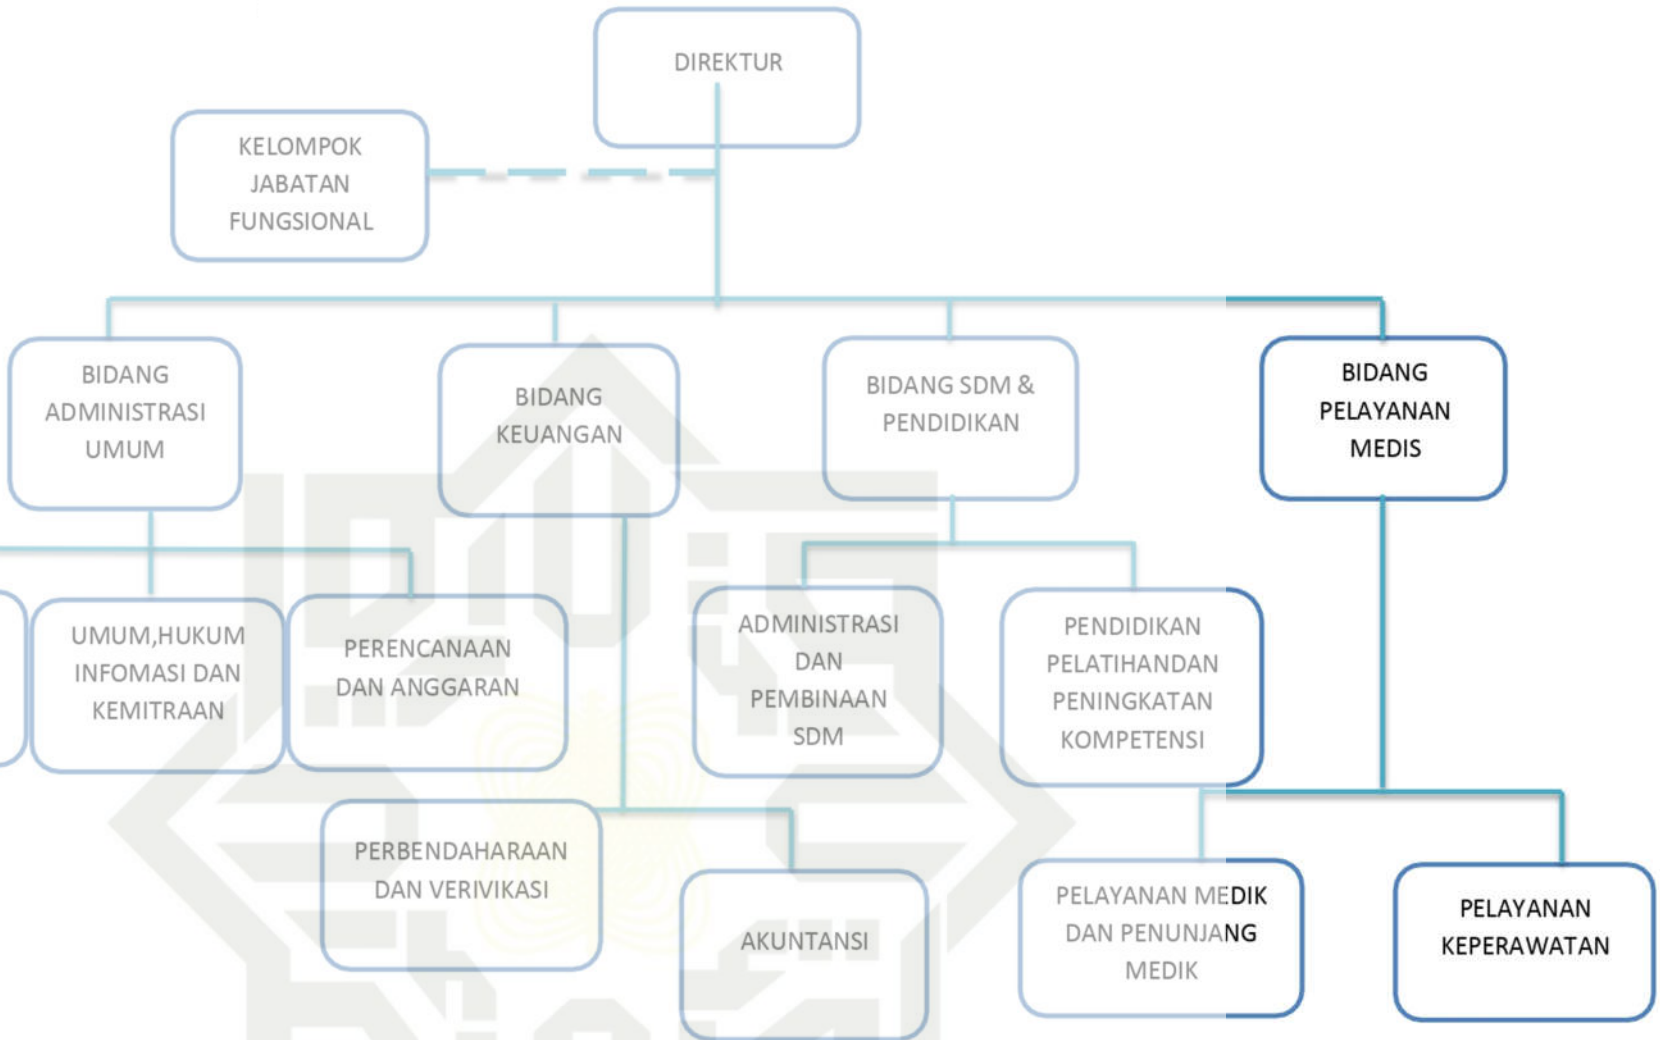 DIREKTUR
KELOMPOK
JABATAN
FUNGSIONAL
BIDANG
ADMINISTRASI
UMUM
BIDANG
KEUANGAN
BIDANG SDM &
PENDIDIKAN
BIDANG
PELAYANAN
MEDIS
UMUM,HUKUM
INFOMASI DAN
KEMITRAAN
PERENCANAAN
DAN ANGGARAN
ADMINISTRASI
DAN
PEMBINAAN
SDM
PENDIDIKAN
PELATIHANDAN
PENINGKATAN
KOMPETENSI
PERBENDAHARAAN
DAN VERIVIKASI
AKUNTANSI
PELAYANAN MEDIK
DAN PENUNJANG
MEDIK
PELAYANAN
KEPERAWATAN